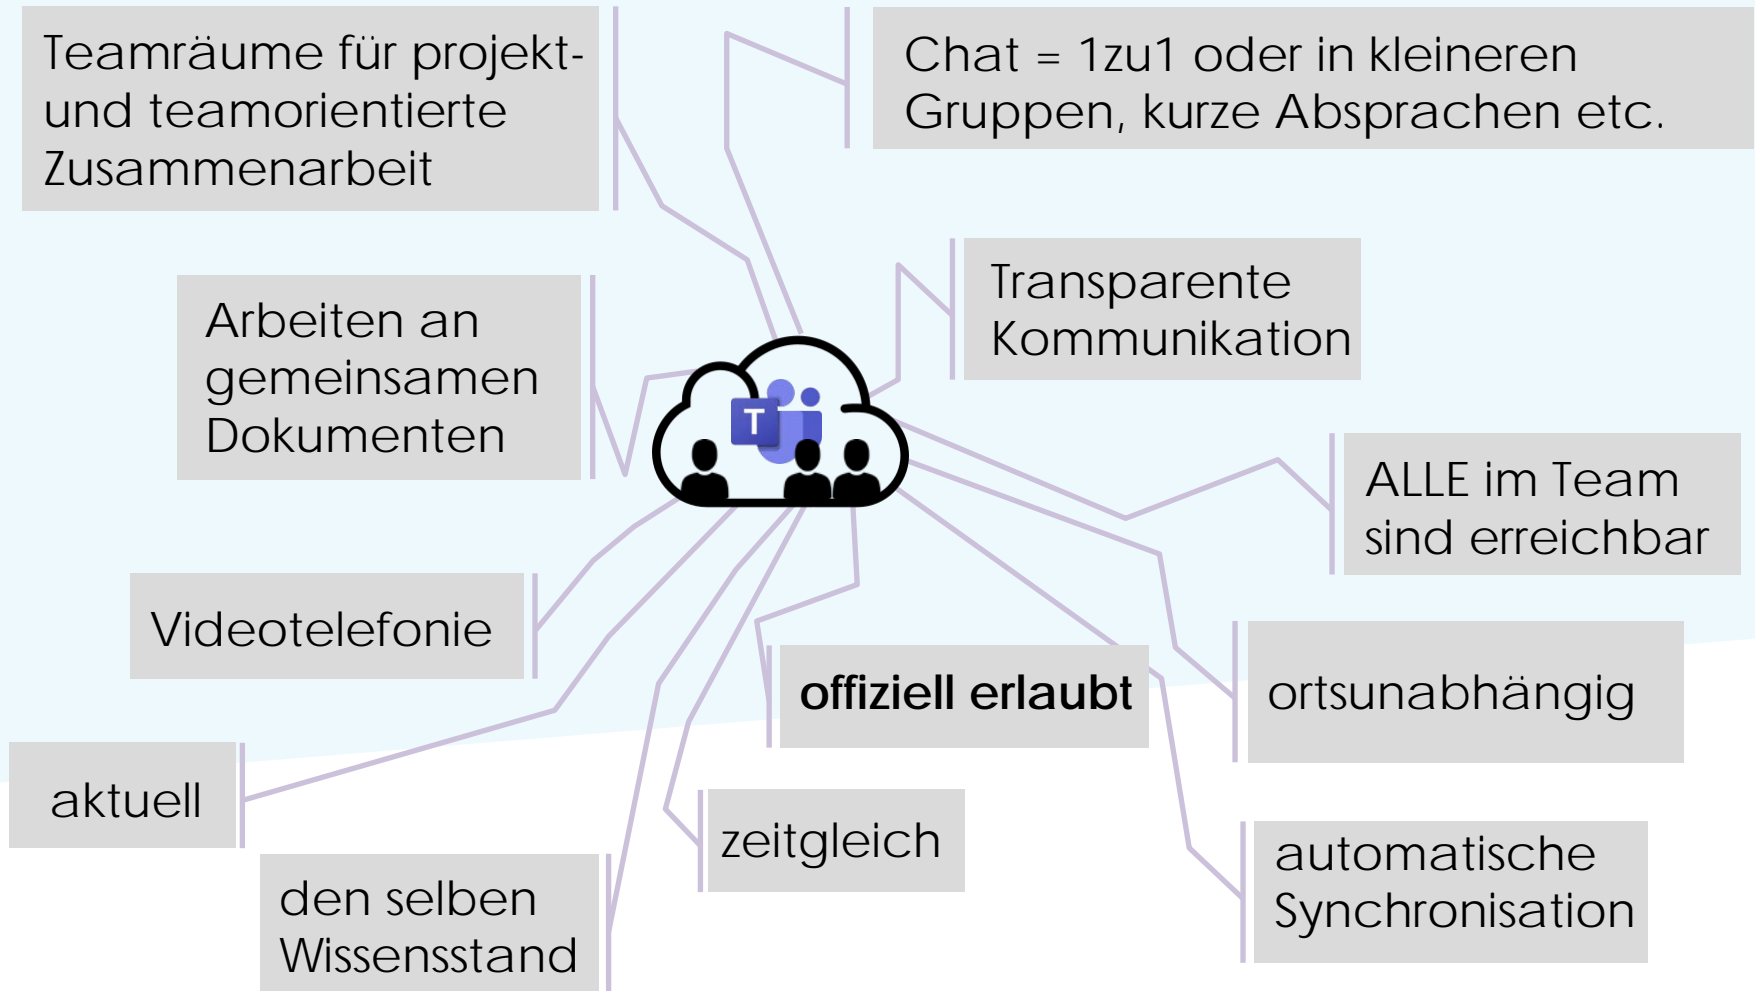 Teamräume für projekt-
und teamorientierte
Zusammenarbeit
Chat = 1zu1 oder in kleineren
Gruppen, kurze Absprachen etc.
Arbeiten an
gemeinsamen
Dokumenten
Transparente
Kommunikation
T
ALLE im Team
sind erreichbar
Videotelefonie
offiziell erlaubt
ortsunabhängig
aktuell
zeitgleich
den selben
Wissensstand
automatische
Synchronisation